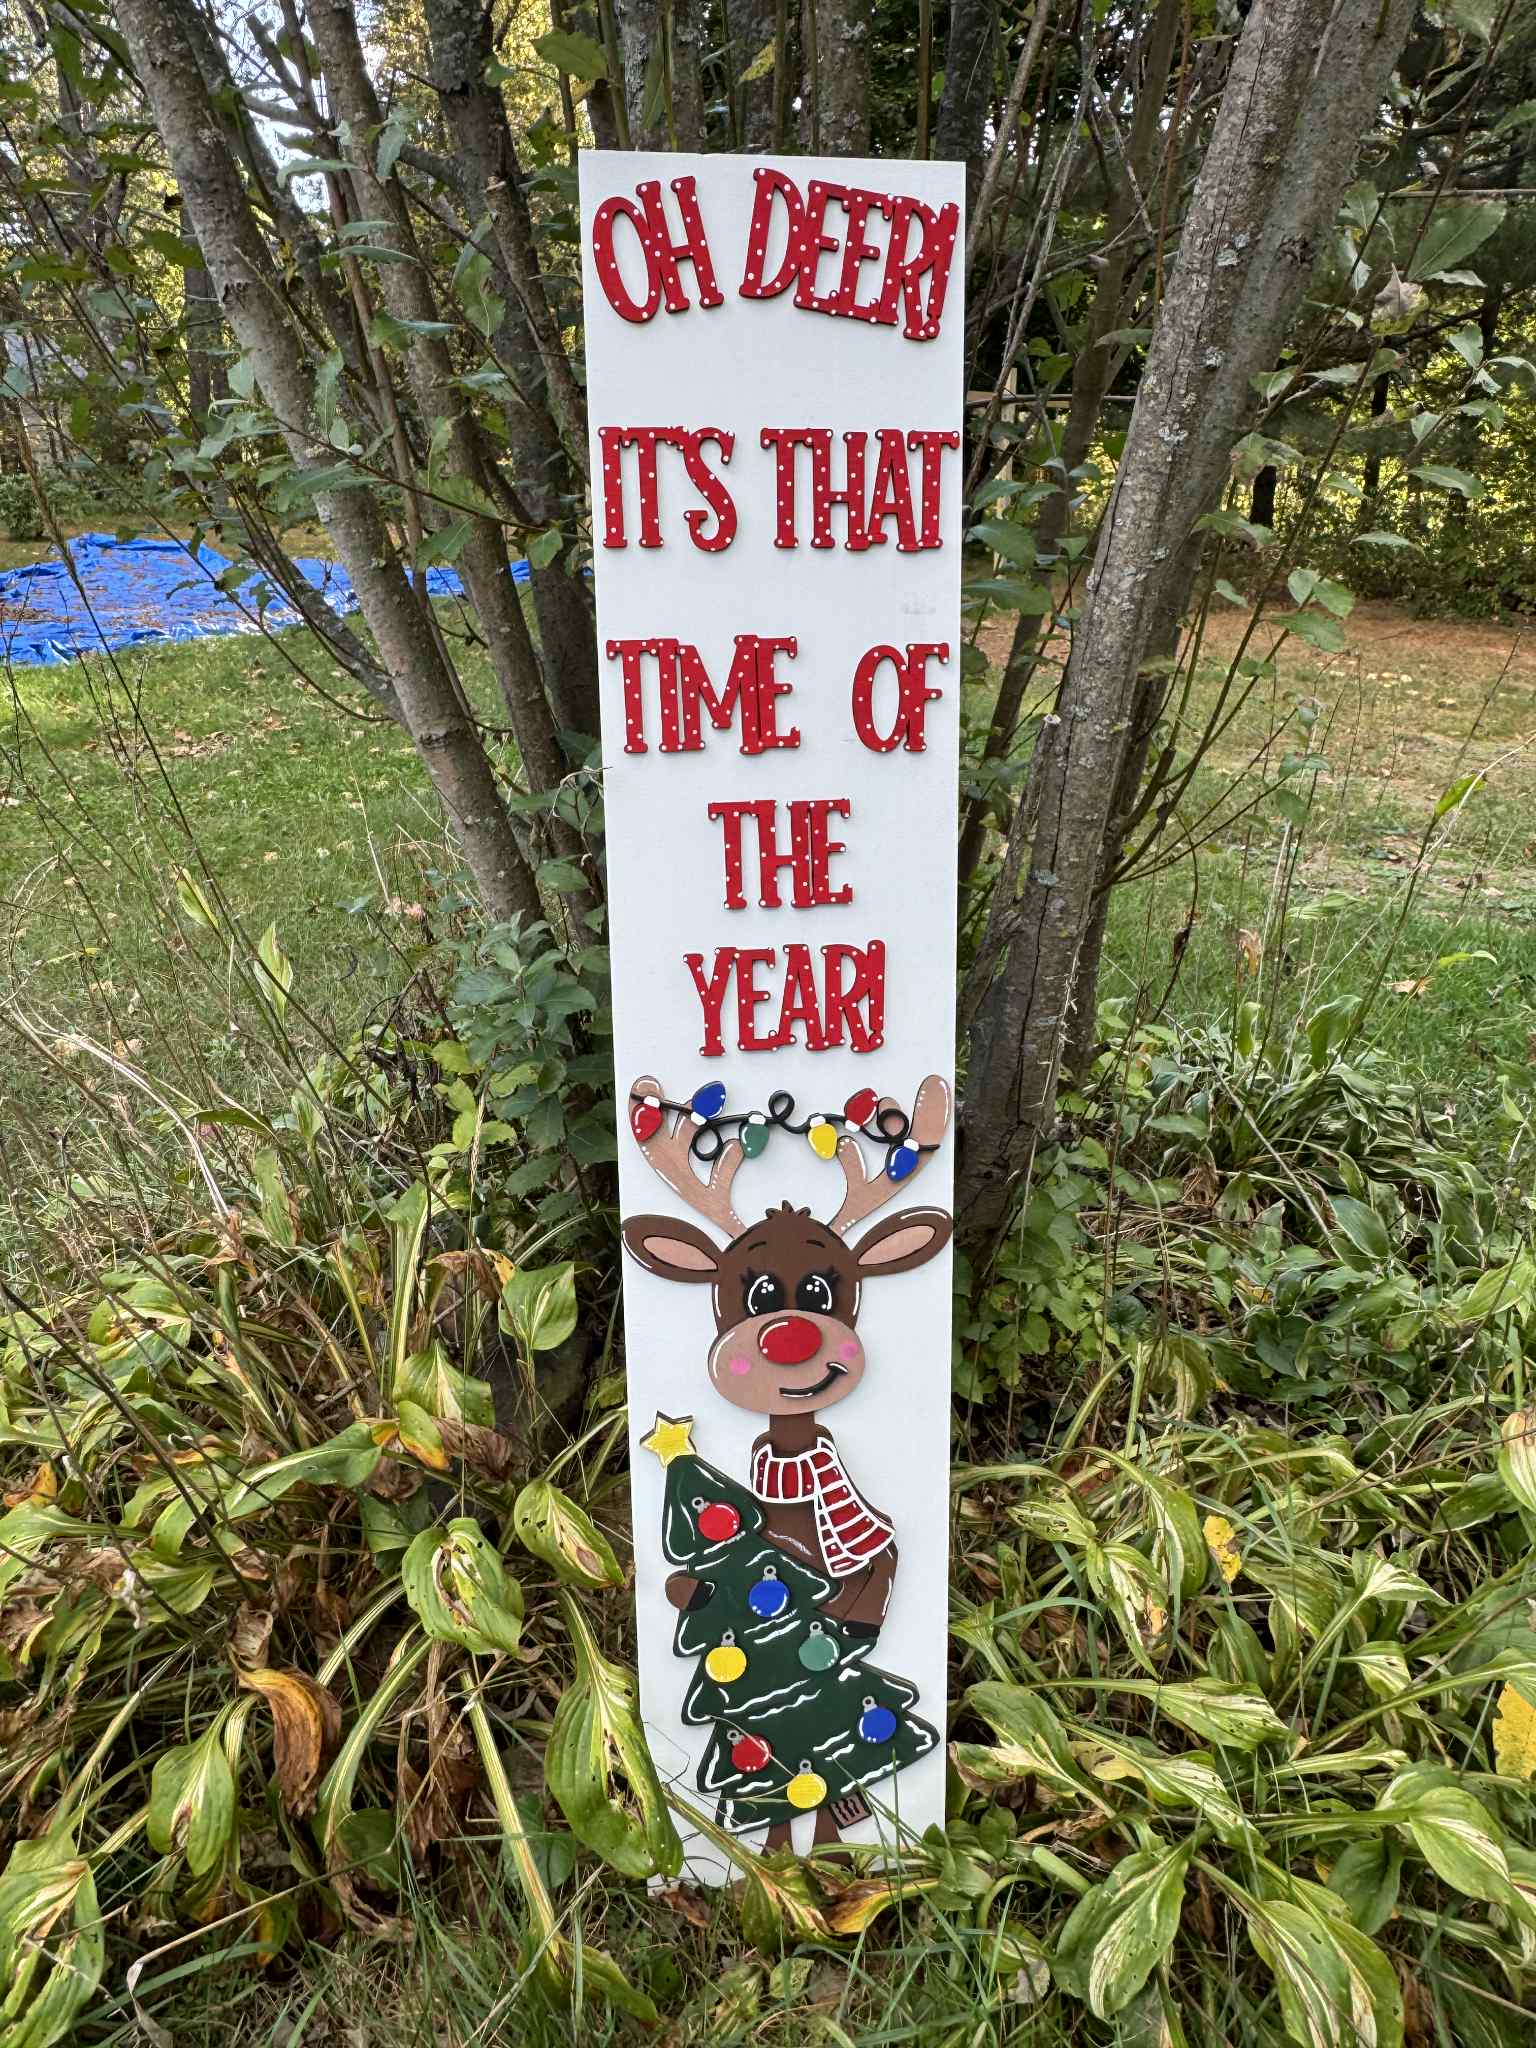 OH DEER!
IT'S THAT
TIME OF
THE
YEAR!